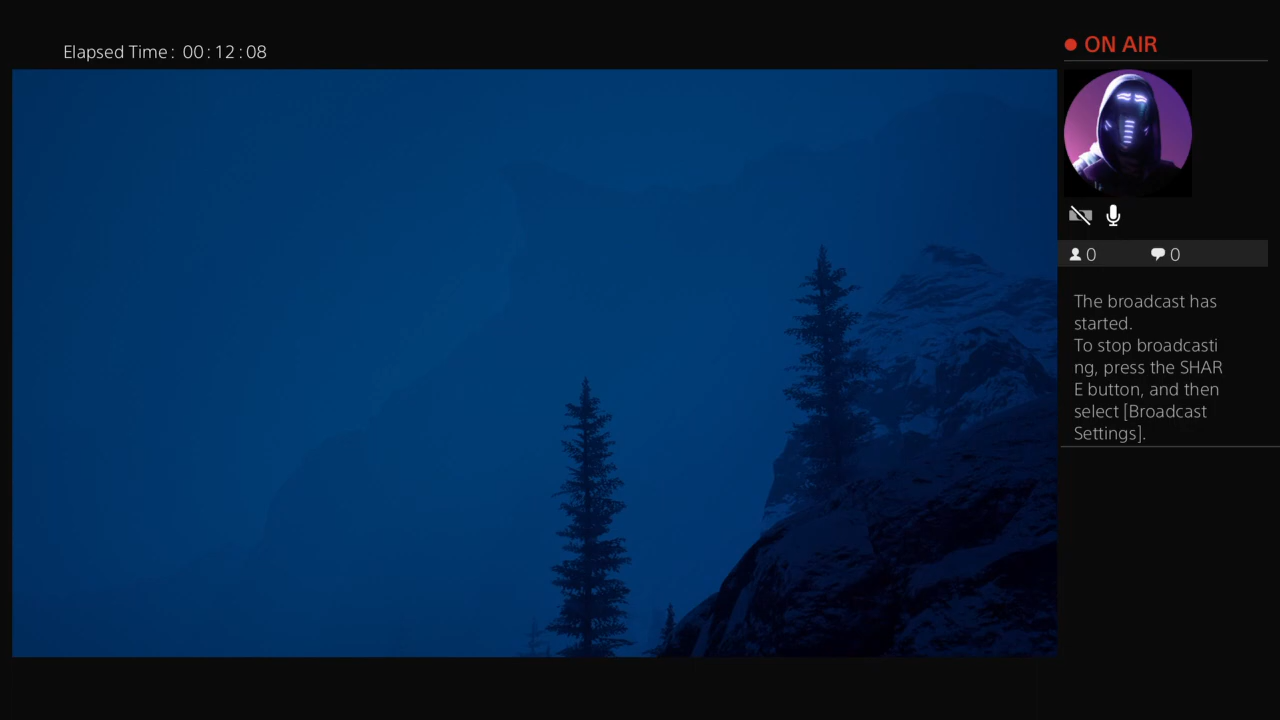 Elapsed Time: 00:12:08
ON AIR
0 0
The broadcast has
started.
To stop broadcasti
ng, press the SHAR
E button, and then
select [Broadcast
Settings].